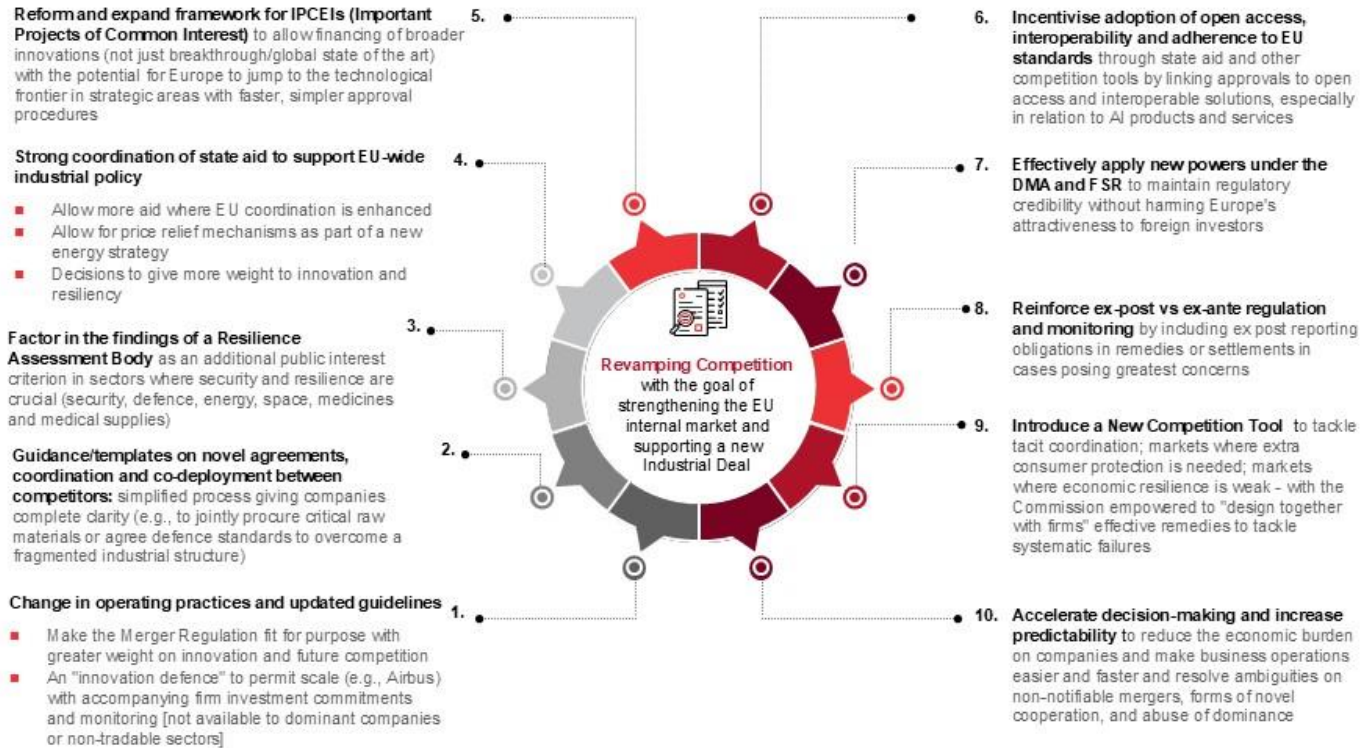 Reform and expand framework for IPCEIs (Important
Projects of Common Interest) to allow financing of broader
innovations (not just breakthrough/global state of the art)
with the potential for Europe to jump to the technological
frontier in strategic areas with faster, simpler approval
procedures
5.
Strong coordination of state aid to support EU-wide
industrial policy
4.
Allow more aid where EU coordination is enhanced
Allow for price relief mechanisms as part of a new
energy strategy
Decisions to give more weight to innovation and
resiliency
3.
Factor in the findings of a Resilience
Assessment Body as an additional public interest
criterion in sectors where security and resilience are
crucial (security, defence, energy, space, medicines
and medical supplies)
2.
Guidance/templates on novel agreements,
coordination and co-deployment between
competitors: simplified process giving companies
complete clarity (e.g., to jointly procure critical raw
materials or agree defence standards to overcome a
fragmented industrial structure)
Change in operating practices and updated guidelines
1.
Make the Merger Regulation fit for purpose with
greater weight on innovation and future competition
An "innovation defence" to permit scale (e.g., Airbus)
with accompanying firm investment commitments
and monitoring [not available to dominant companies
or non-tradable sectors]
Revamping Competition
with the goal of
strengthening the EU
internal market and
supporting a new
Industrial Deal
6. Incentivise adoption of open access,
interoperability and adherence to EU
standards through state aid and other
competition tools by linking approvals to open
access and interoperable solutions, especially
in relation to AI products and services
7. Effectively apply new powers under the
DMA and FSR to maintain regulatory
credibility without harming Europe's
attractiveness to foreign investors
8. Reinforce ex-post vs ex-ante regulation
and monitoring by including ex post reporting
obligations in remedies or settlements in
cases posing greatest concerns
9. Introduce a New Competition Tool to tackle
tacit coordination; markets where extra
consumer protection is needed; markets
where economic resilience is weak - with the
Commission empowered to "design together
with firms" effective remedies to tackle
systematic failures
10. Accelerate decision-making and increase
predictability to reduce the economic burden
on companies and make business operations
easier and faster and resolve ambiguities on
non-notifiable mergers, forms of novel
cooperation, and abuse of dominance